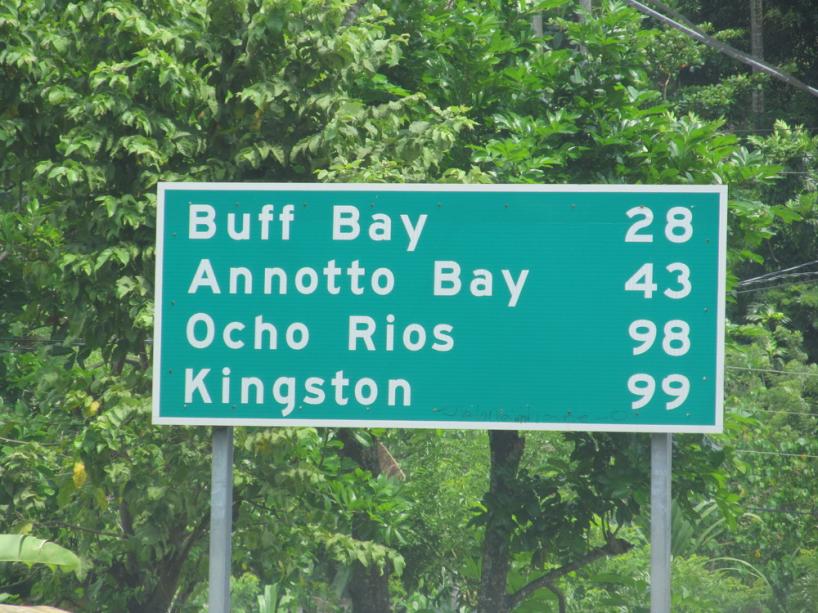 Buff Bay 28
Annotto Bay 43
Ocho Rios 98
Kingston 99